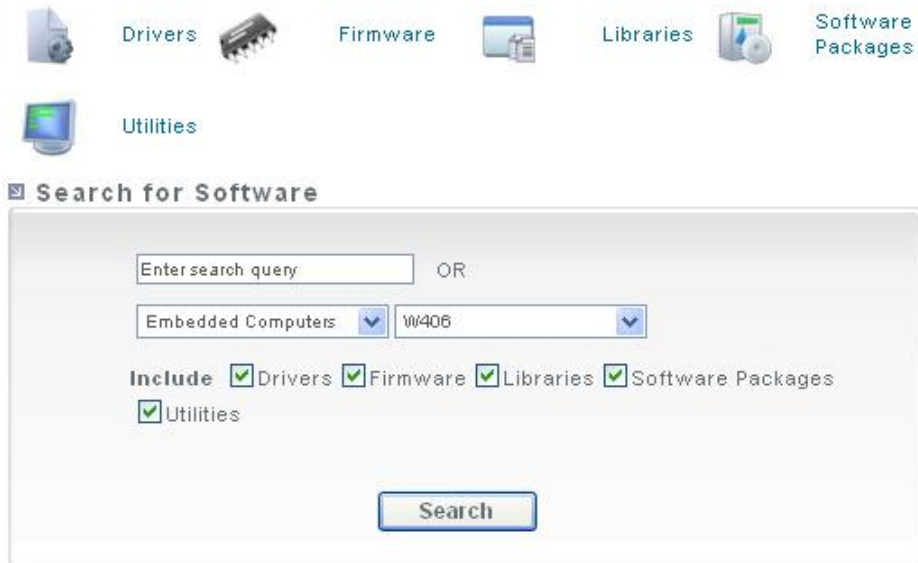 Drivers Firmware Libraries Software Packages
Utilities
Search for Software
Enter search query OR
Embedded Computers W406
Include Drivers Firmware Libraries Software Packages
Utilities
Search